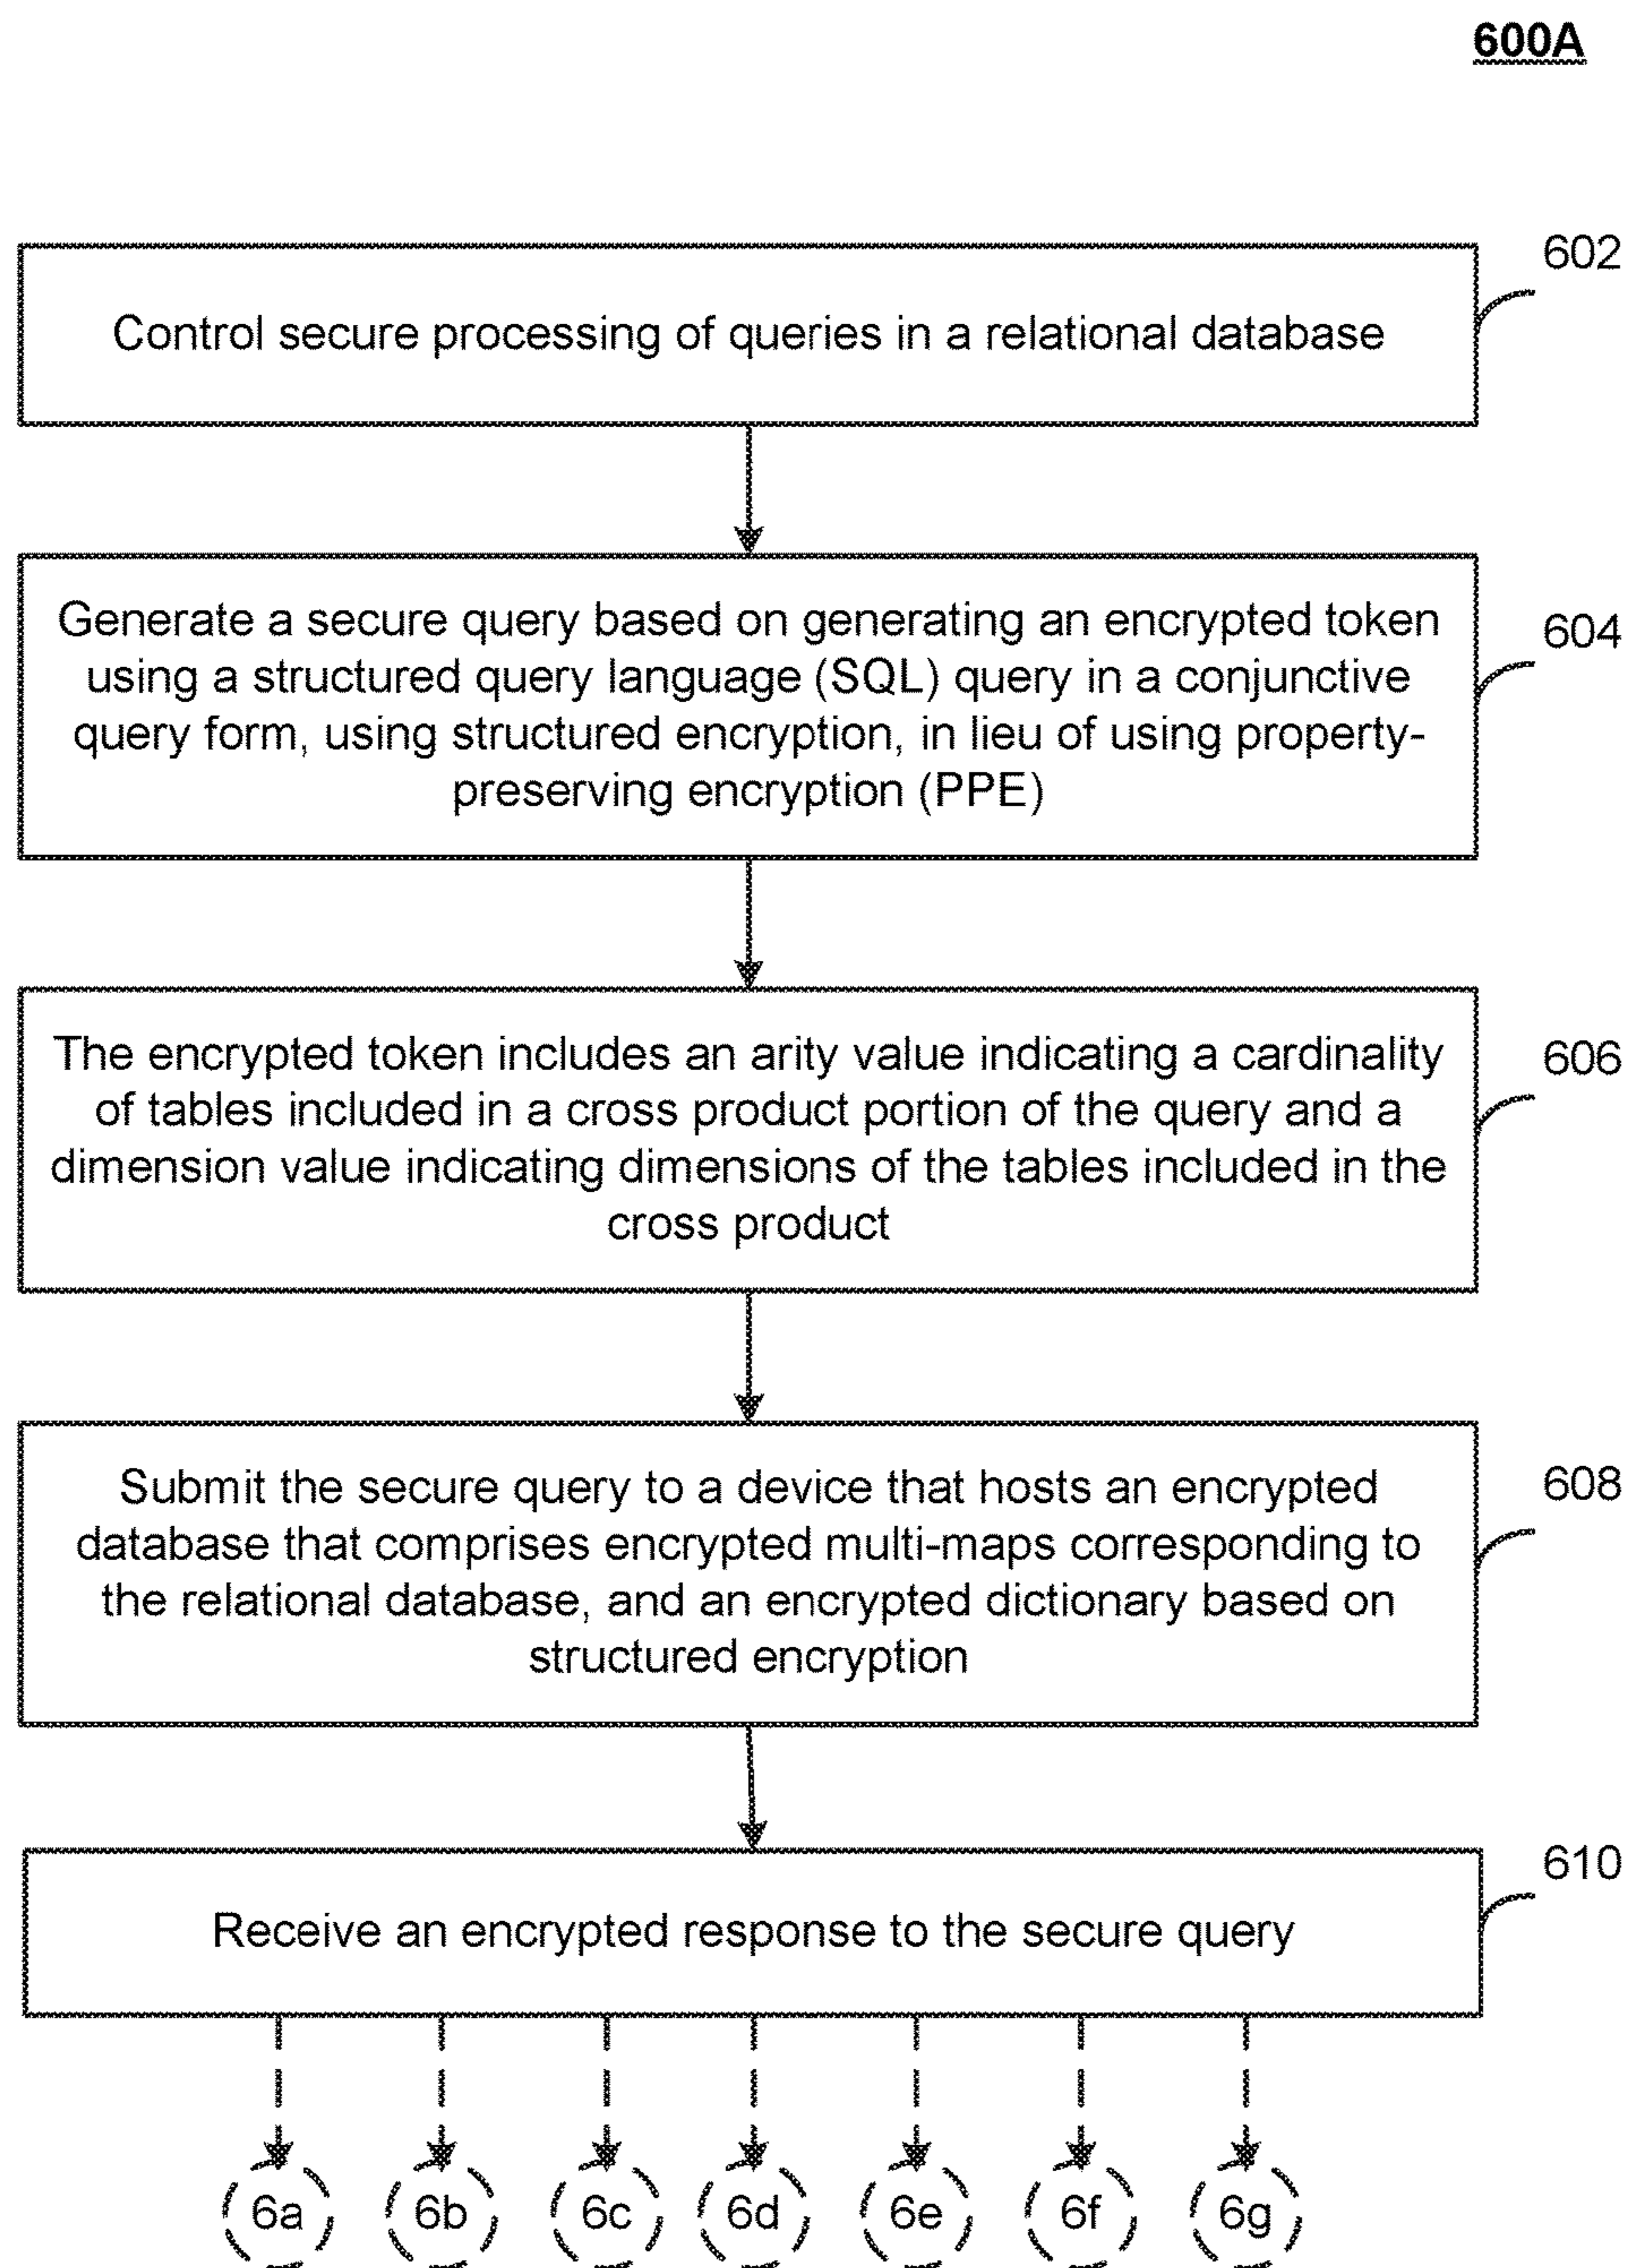 600A
602
Control secure processing of queries in a relational database
Generate a secure query based on generating an encrypted token
604
using a structured query language (SQL) query in a conjunctive
query form, using structured encryption, in lieu of using property-
preserving encryption (PPE)
The encrypted token includes an arity value indicating a cardinality
606
of tables included in a cross product portion of the query and a
dimension value indicating dimensions of the tables included in the
cross product
Submit the secure query to a device that hosts an encrypted
608
database that comprises encrypted multi-maps corresponding to
the relational database, and an encrypted dictionary based on
structured encryption
610
Receive an encrypted response to the secure query
6a
6b
6c
6d
6e
6f
6g